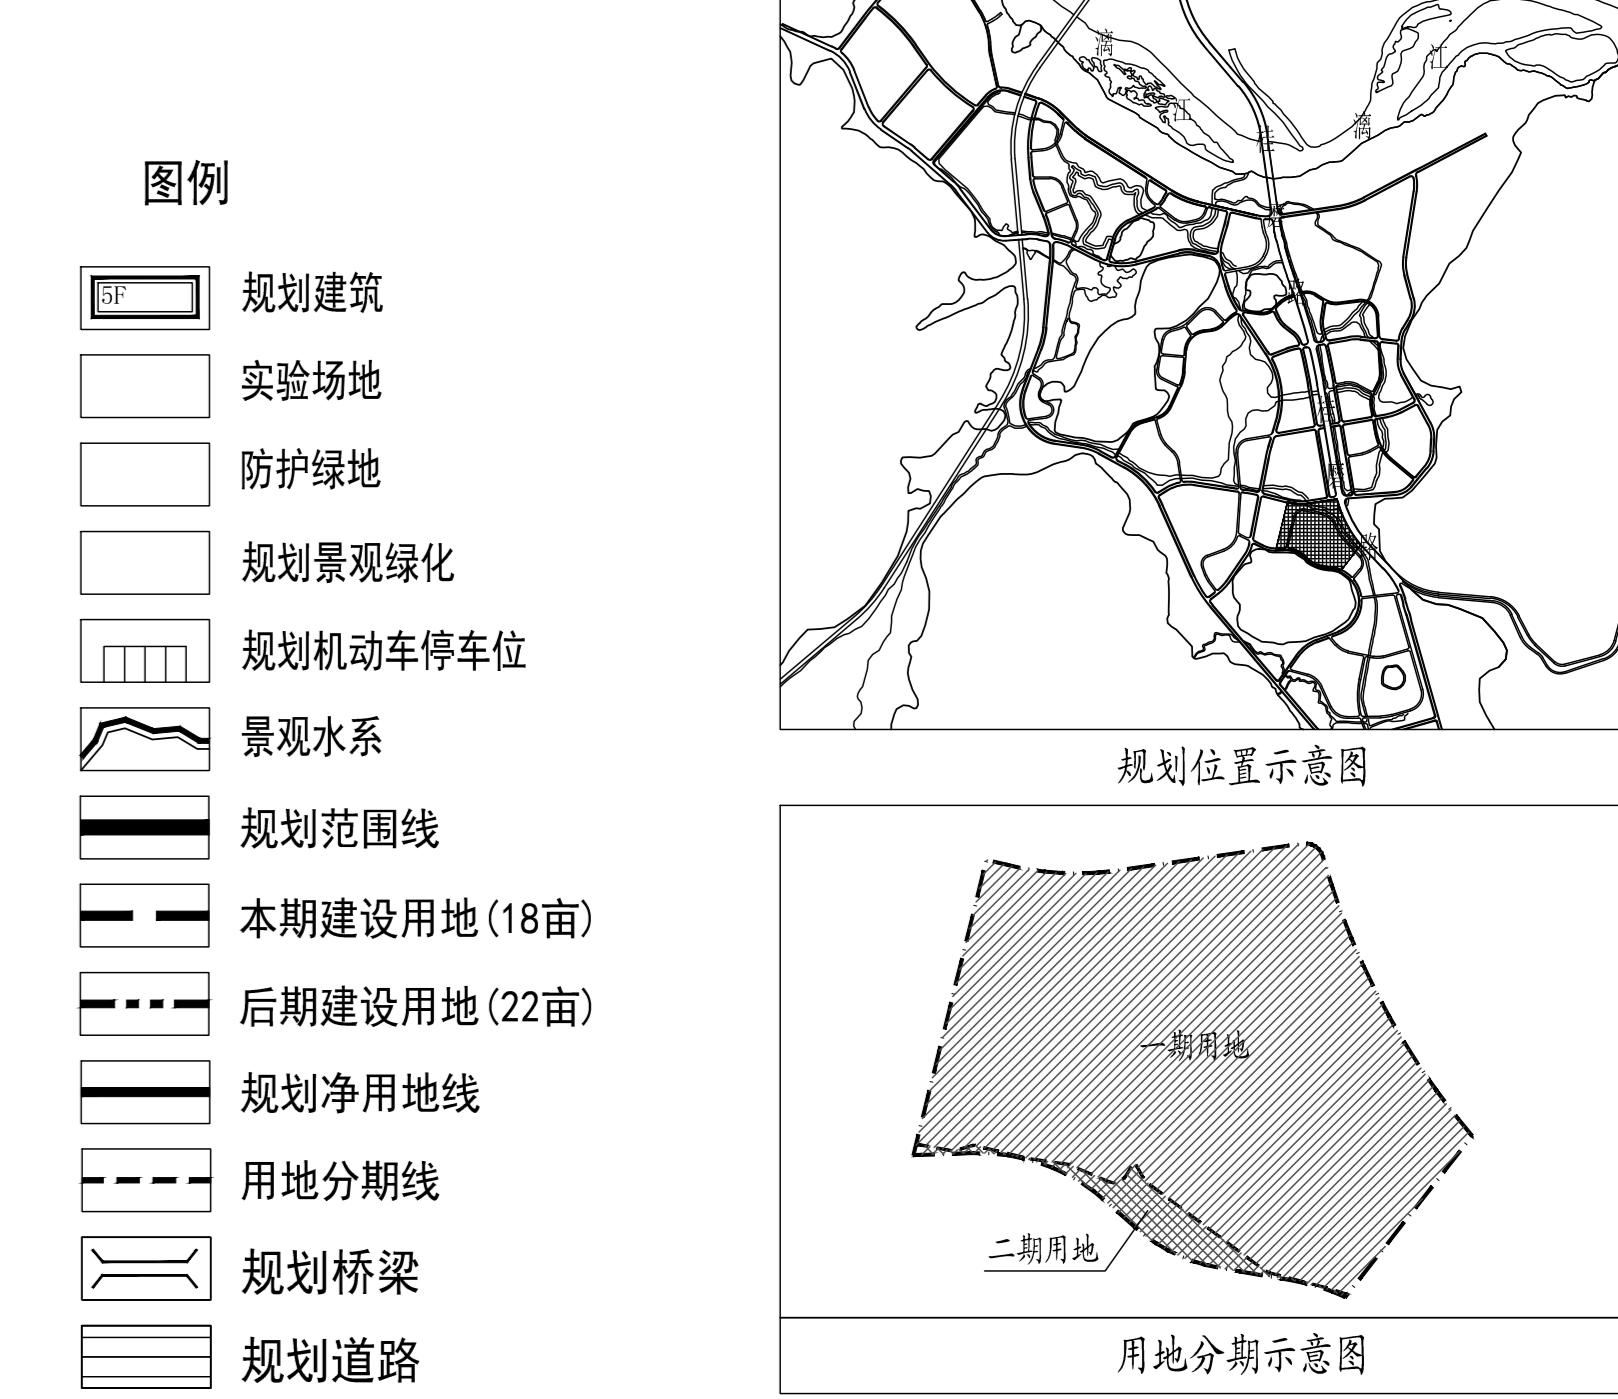 图例
5F
规划建筑
实验场地
防护绿地
规划景观绿化
规划机动车停车位
景观水系
规划范围线
本期建设用地(18亩)
后期建设用地(22亩)
规划净用地线
用地分期线
规划桥梁
规划道路
漓
江
漓
江
桂
磨
路
桂
磨
路
规划位置示意图
一期用地
二期用地
用地分期示意图